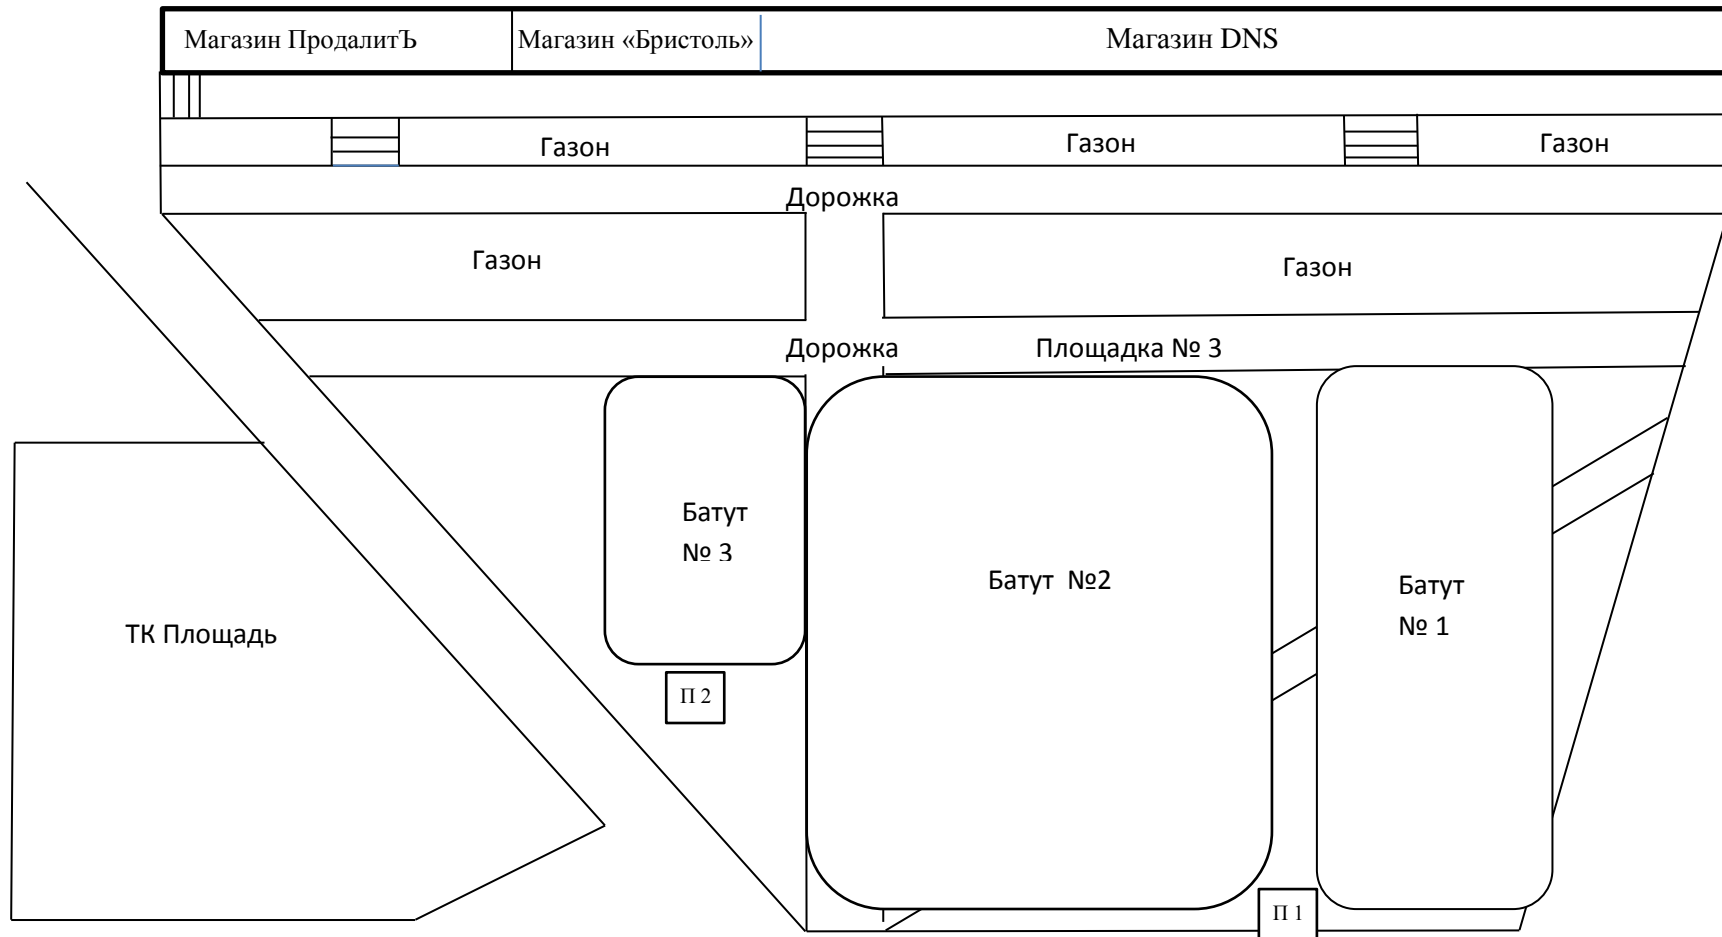 Магазин ПродалитЪ
Магазин «Бристоль»
Магазин DNS
Газон
Газон
Газон
Дорожка
Газон
Газон
Дорожка
Площадка № 3
Батут
№ 3
Батут №2
Батут
№ 1
ТК Площадь
П 2
П 1